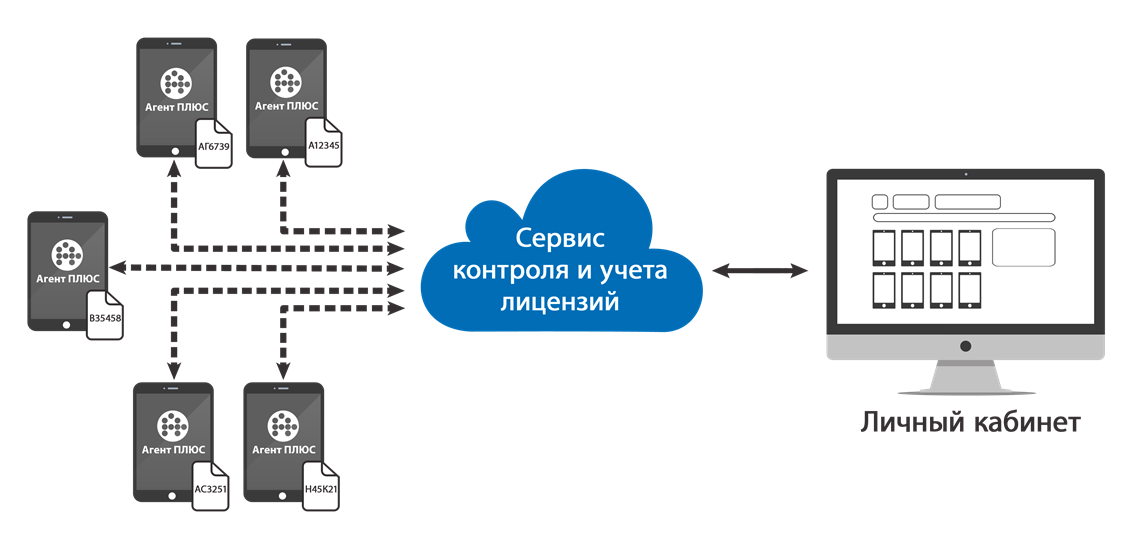 Агент ПЛЮС
АГ6739
Агент ПЛЮС
А12345
Агент ПЛЮС
В35458
Сервис
контроля и учета
лицензий
Личный кабинет
Агент ПЛЮС
АС3251
Агент ПЛЮС
Н45К21